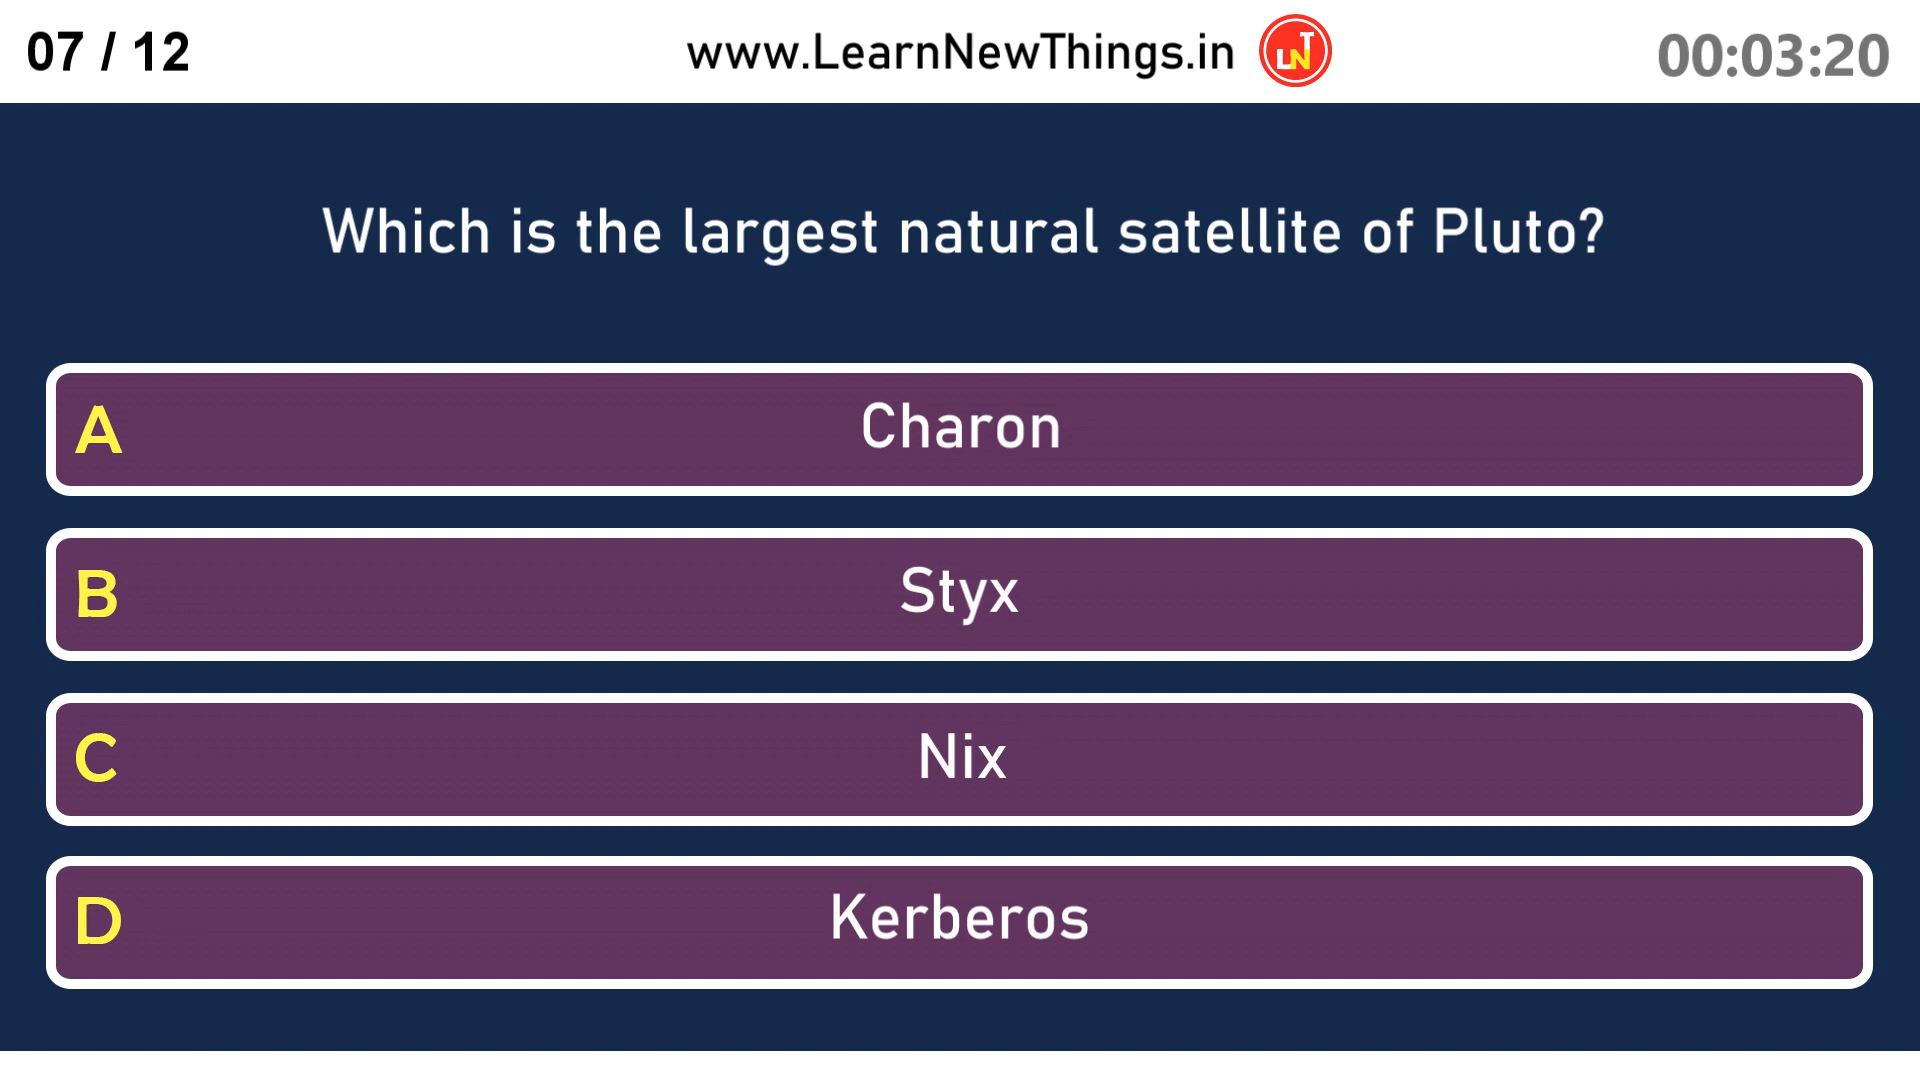 07 / 12
www.LearnNewThings.in
LNT
00:03:20
Which is the largest natural satellite of Pluto?
A Charon
B Styx
C Nix
D Kerberos